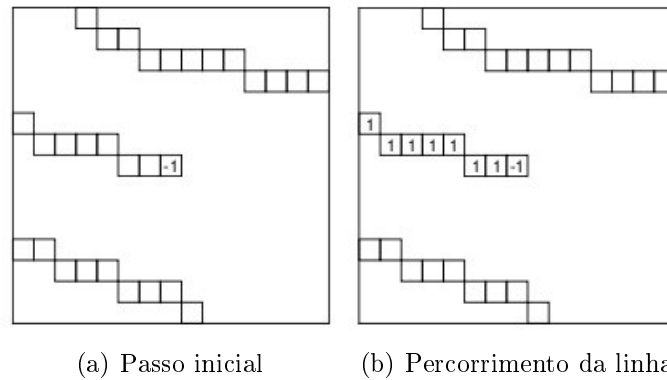 -1
1
1 1 1 1
1 1 -1
(a) Passo inicial
(b) Percorrimento da linha